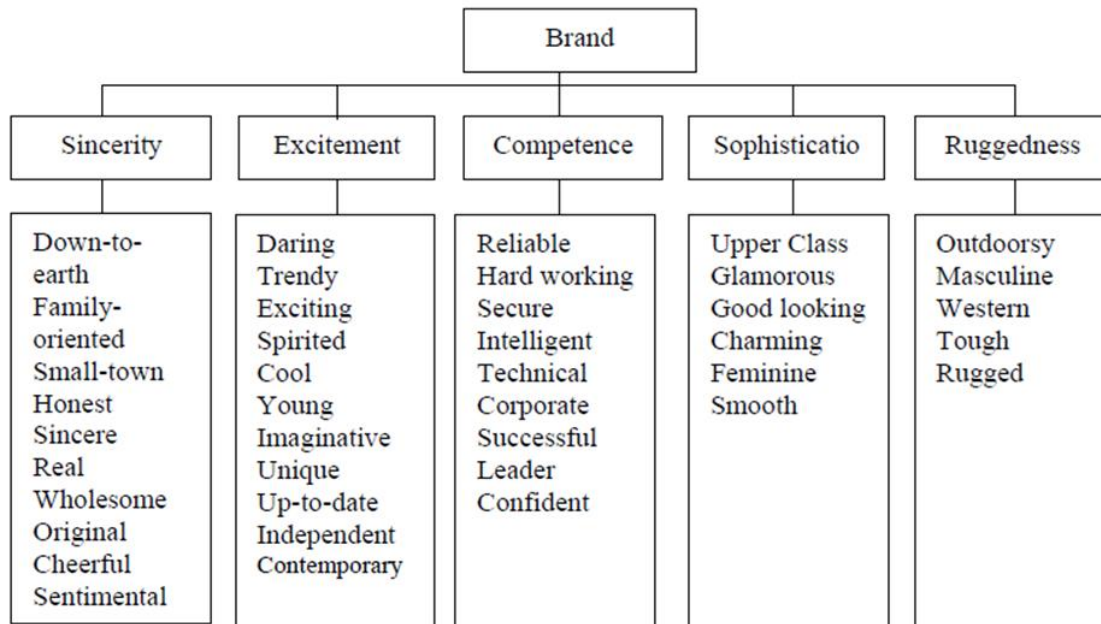 Brand
Sincerity
Excitement
Competence
Sophisticatio
Ruggedness
Down-to-
earth
Family-
oriented
Small-town
Honest
Sincere
Real
Wholesome
Original
Cheerful
Sentimental
Daring
Trendy
Exciting
Spirited
Cool
Young
Imaginative
Unique
Up-to-date
Independent
Contemporary
Reliable
Hard working
Secure
Intelligent
Technical
Corporate
Successful
Leader
Confident
Upper Class
Glamorous
Good looking
Charming
Feminine
Smooth
Outdoorsy
Masculine
Western
Tough
Rugged